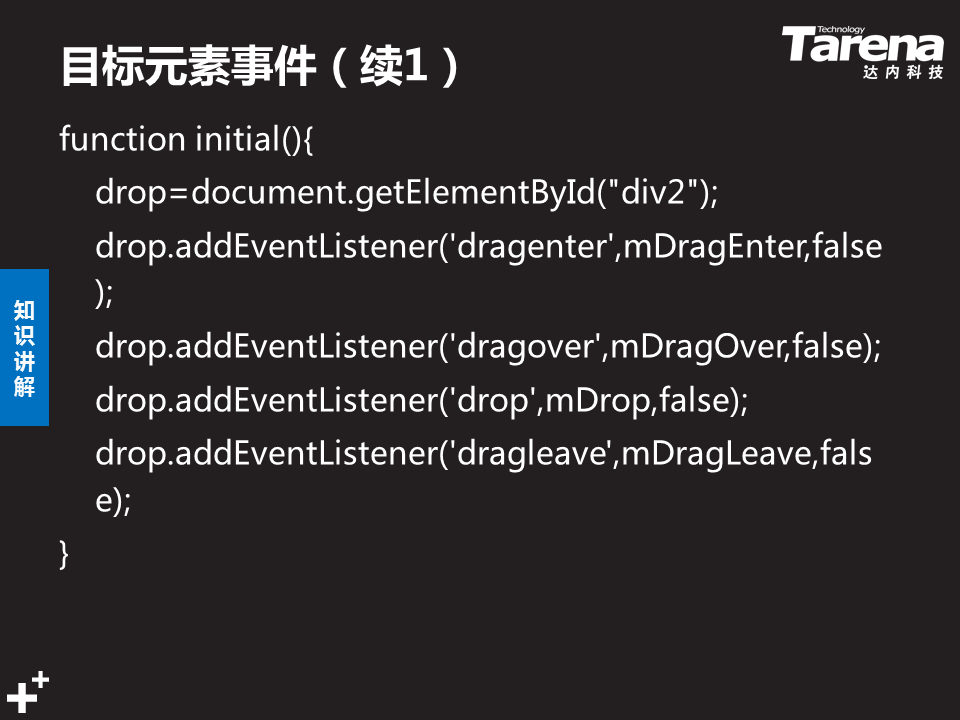 目标元素事件（续1）
Technology
Tarena
达内科技
function initial(){
drop=document.getElementById("div2");
drop.addEventListener('dragenter',mDragEnter,false
);
drop.addEventListener('dragover',mDragOver,false);
drop.addEventListener('drop',mDrop,false);
drop.addEventListener('dragleave',mDragLeave,fals
e);
}
知
识
讲
解